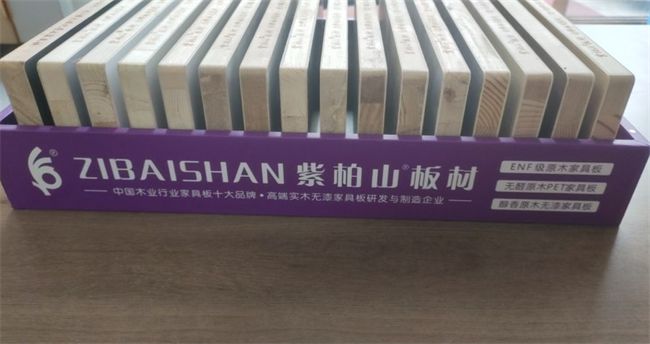 ZIBAISHAN 紫柏山®板材
中国木业行业家具板十大品牌·高端实木无漆家具板研发与制造企业
ENF级原木家具板
无醛原木PET家具板
醇香原木无漆家具板